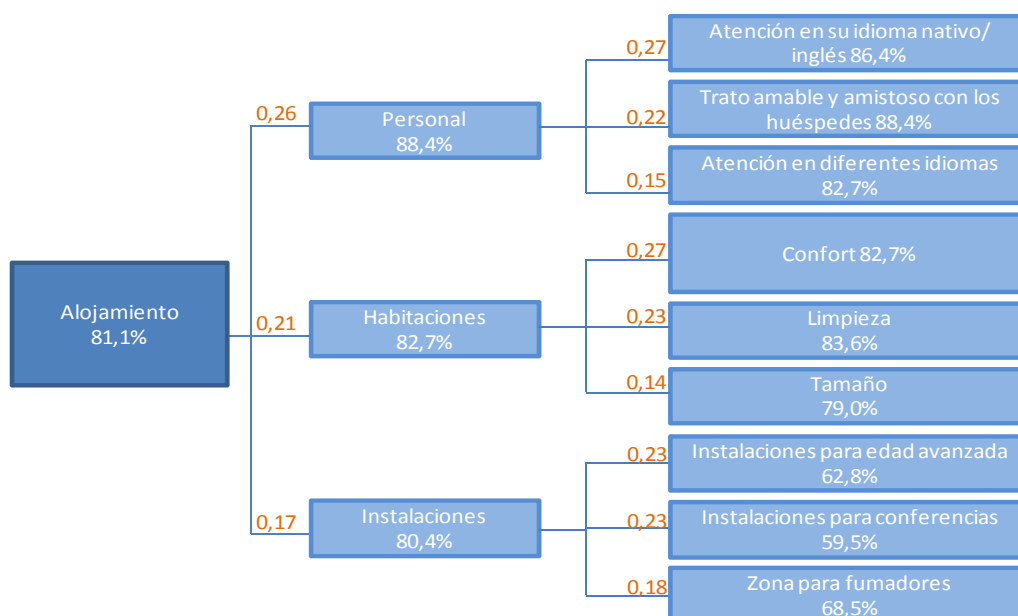 Alojamiento
81,1%
0,26
Personal
88,4%
0,27
Atención en su idioma nativo/
inglés 86,4%
0,22
Trato amable y amistoso con los
huéspedes 88,4%
0,15
Atención en diferentes idiomas
82,7%
0,21
Habitaciones
82,7%
0,27
Confort 82,7%
0,23
Limpieza
83,6%
0,14
Tamaño
79,0%
0,17
Instalaciones
80,4%
0,23
Instalaciones para edad avanzada
62,8%
0,23
Instalaciones para conferencias
59,5%
0,18
Zona para fumadores
68,5%